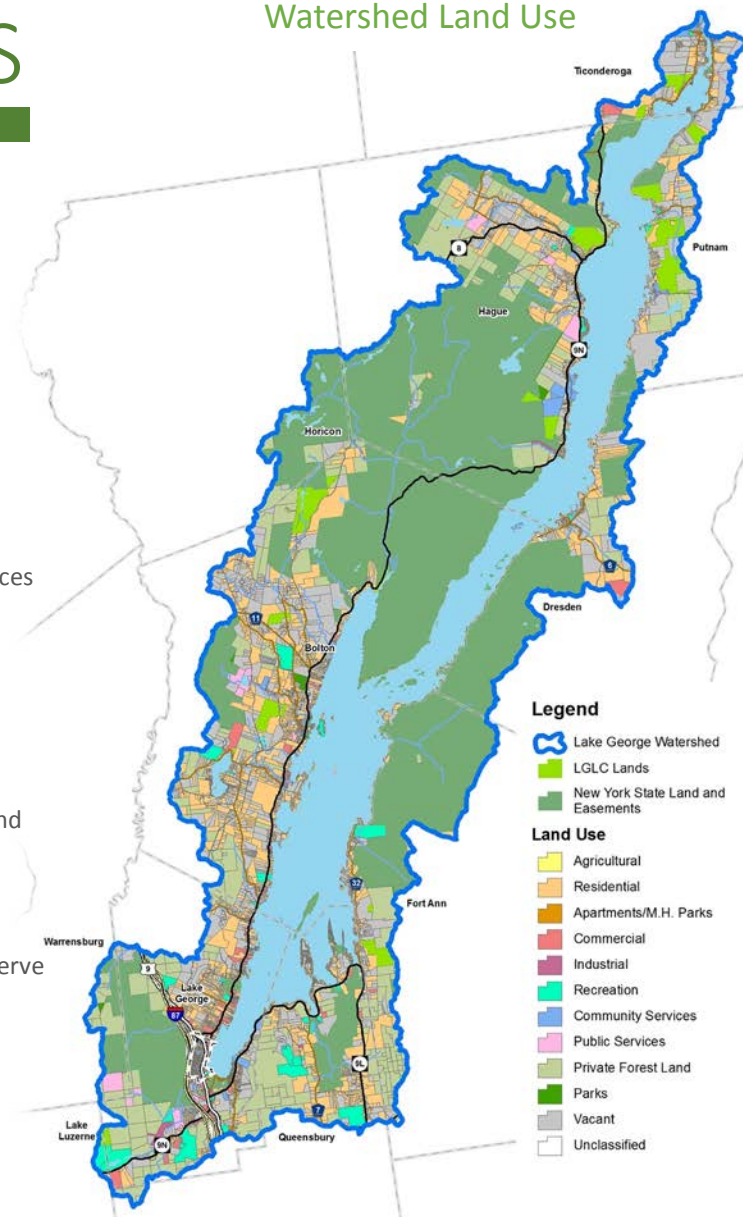 S
Watershed Land Use
Ticonderoga
Putnam
8
Hague
9N
Horicon
6
Dresden
ces
11
Bolton
Legend
Lake George Watershed
LGLC Lands
New York State Land and
Easements
nd
Land Use
Agricultural
Residential
Apartments/M.H. Parks
Commercial
Industrial
Recreation
Community Services
Public Services
Private Forest Land
Parks
Vacant
Unclassified
32
Fort Ann
Warrensburg
erve
9
Lake
George
87
9L
Lake
Luzerne
9N
7
Queensbury